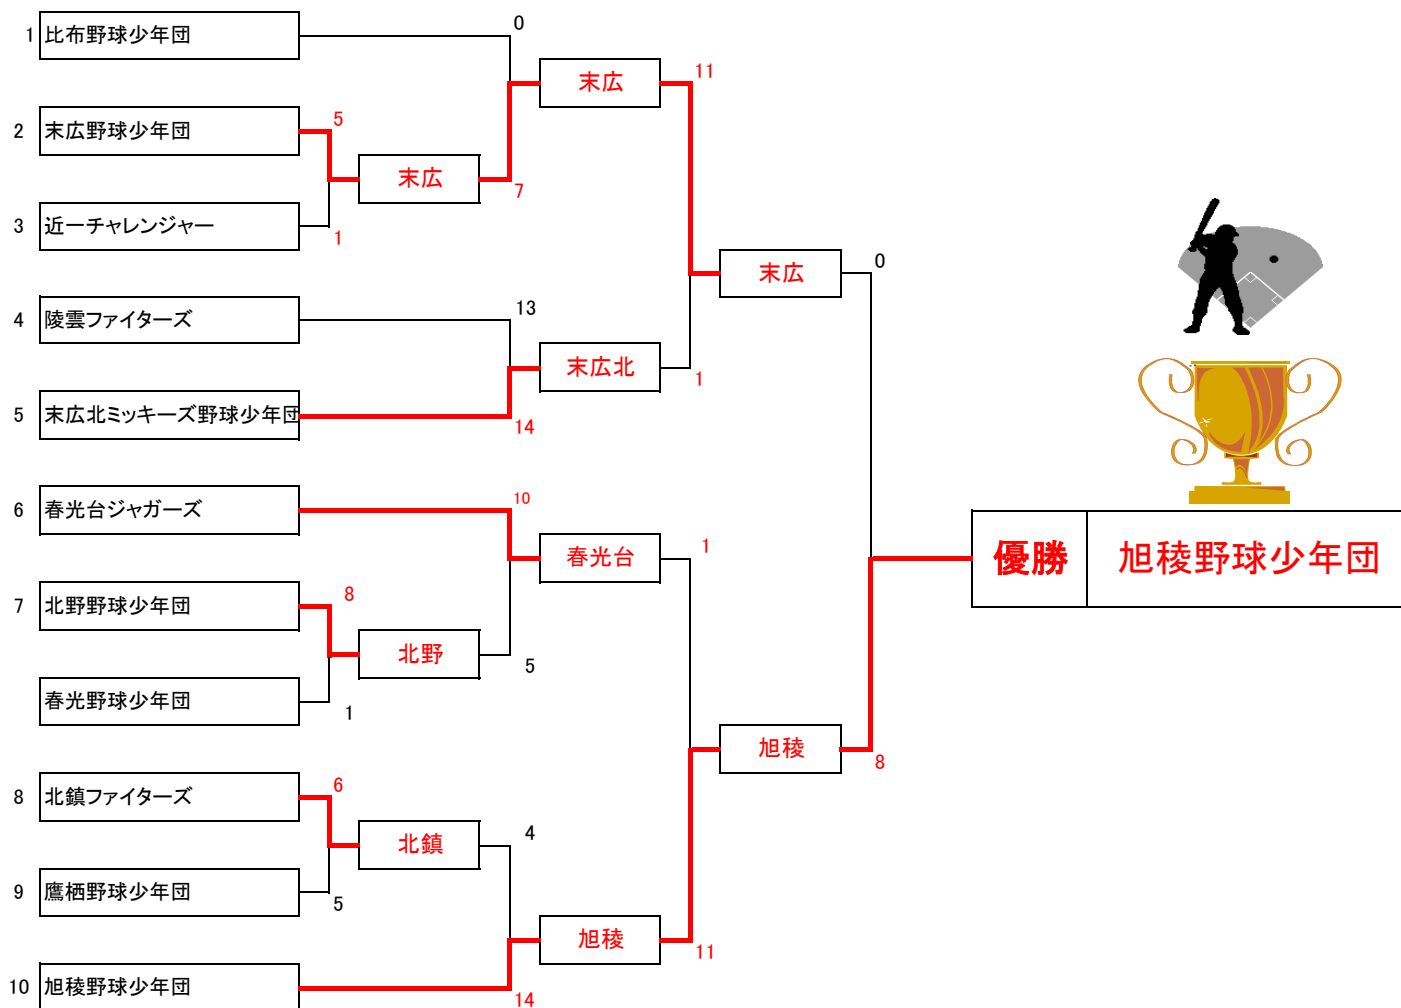 1 比布野球少年団
0
末広
11
2 末広野球少年団
5
末広
7
3 近一チャレンジャー
1
末広
0
4 陵雲ファイターズ
13
末広北
1
5 末広北ミッキーズ野球少年団
14
6 春光台ジャガーズ
10
春光台
1
優勝 旭稜野球少年団
7 北野野球少年団
8
北野
5
春光野球少年団
1
旭稜
8
8 北鎮ファイターズ
6
北鎮
4
9 鷹栖野球少年団
5
旭稜
11
10 旭稜野球少年団
14